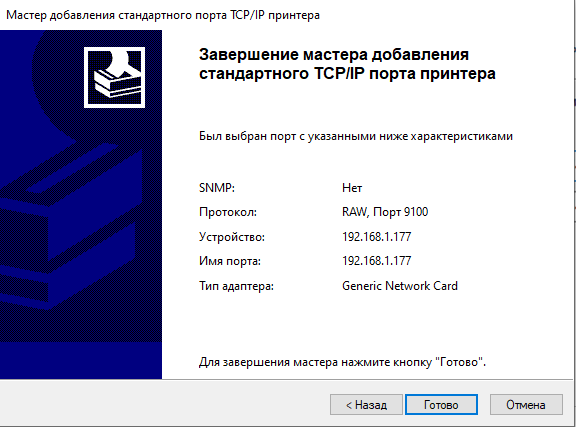 Мастер добавления стандартного порта TCP/IP принтера
Завершение мастера добавления
стандартного TCP/IP порта принтера
Был выбран порт с указанными ниже характеристиками
SNMP: Нет
Протокол: RAW, Порт 9100
Устройство: 192.168.1.177
Имя порта: 192.168.1.177
Тип адаптера: Generic Network Card
Для завершения мастера нажмите кнопку "Готово".
< Назад Готово Отмена